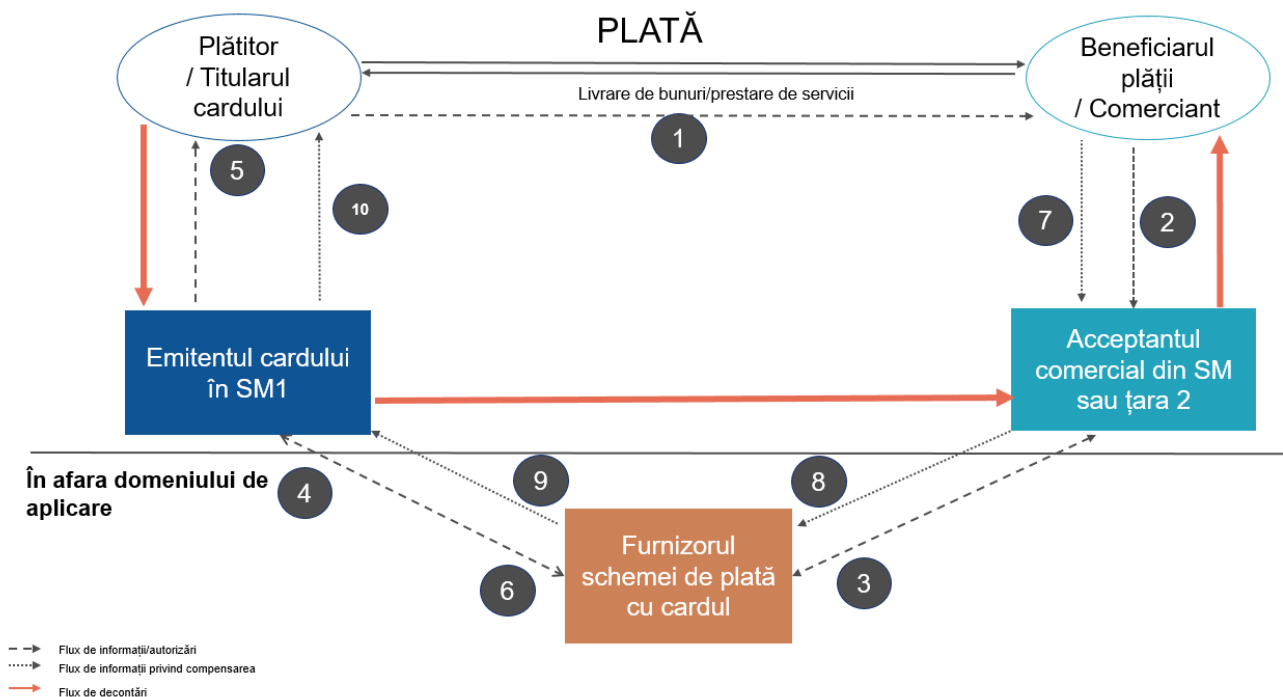 PLATĂ
Plătitor
/ Titularul
cardului
Beneficiarul
plății
/ Comerciant
Livrare de bunuri/prestare de servicii
1
5
10
7
2
Emitentul cardului
în SM1
Acceptantul
comercial din SM
sau țara 2
În afara domeniului de
aplicare
4
9
8
Furnizorul
schemei de plată
cu cardul
6
3
Flux de informații/autorizări
Flux de informații privind compensarea
Flux de decontări